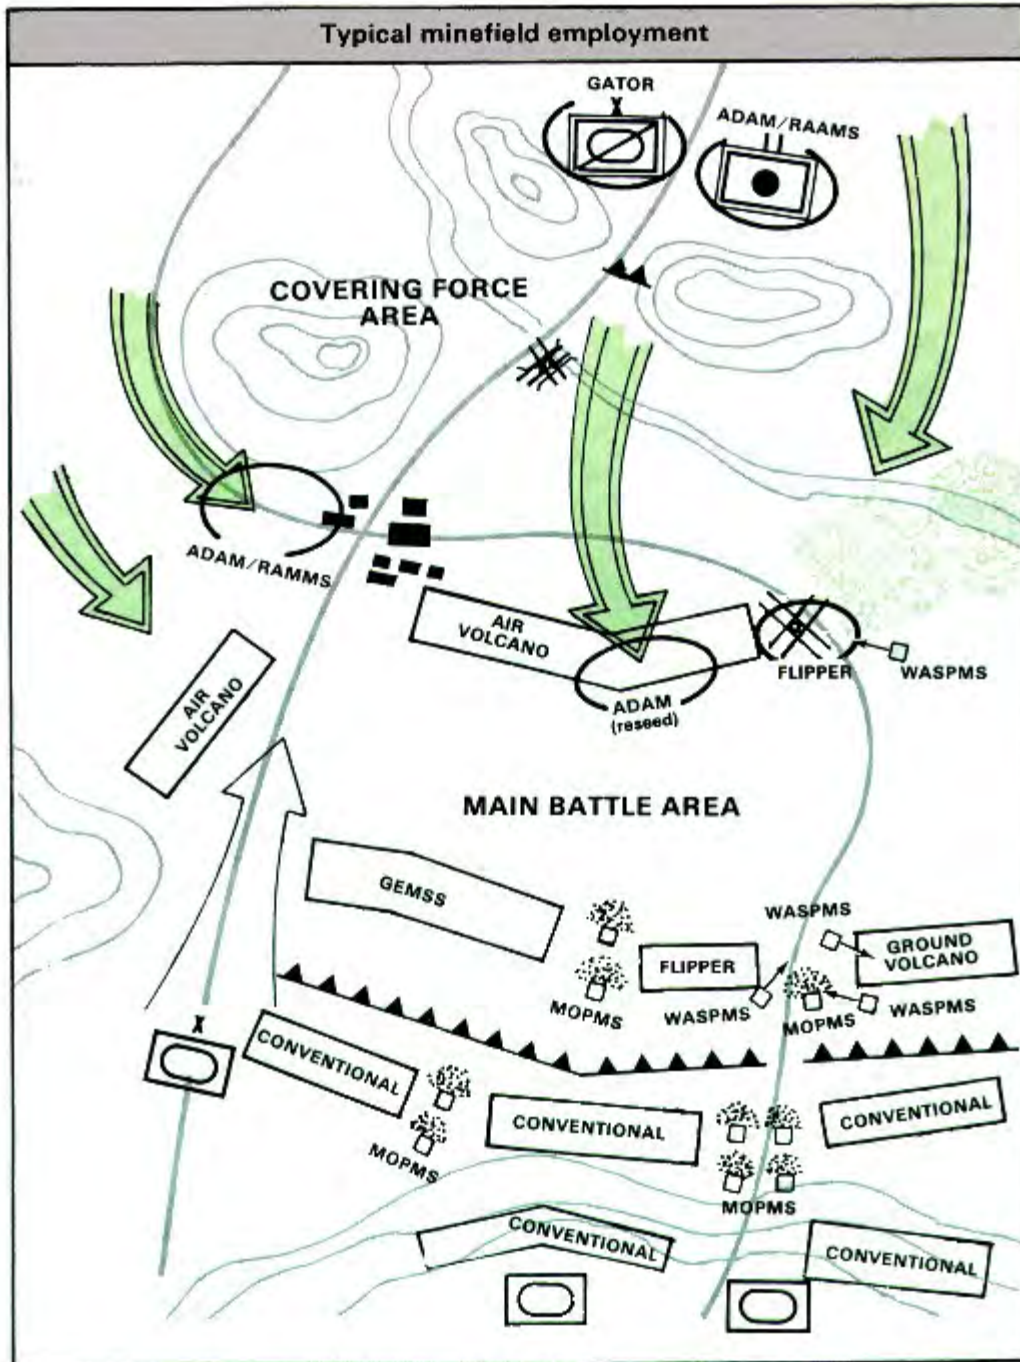 Typical minefield employment
GATOR
X
ADAM/RAAMS
COVERING FORCE
AREA
ADAM/RAMMS
AIR
VOLCANO
AIR
VOLCANO
FLIPPER
WASPMS
ADAM
(reseed)
MAIN BATTLE AREA
GEMSS
WASPMS
GROUND
VOLCANO
FLIPPER
MOPMS
WASPMS
MOPMS
WASPMS
X
CONVENTIONAL
CONVENTIONAL
CONVENTIONAL
MOPMS
MOPMS
CONVENTIONAL
CONVENTIONAL